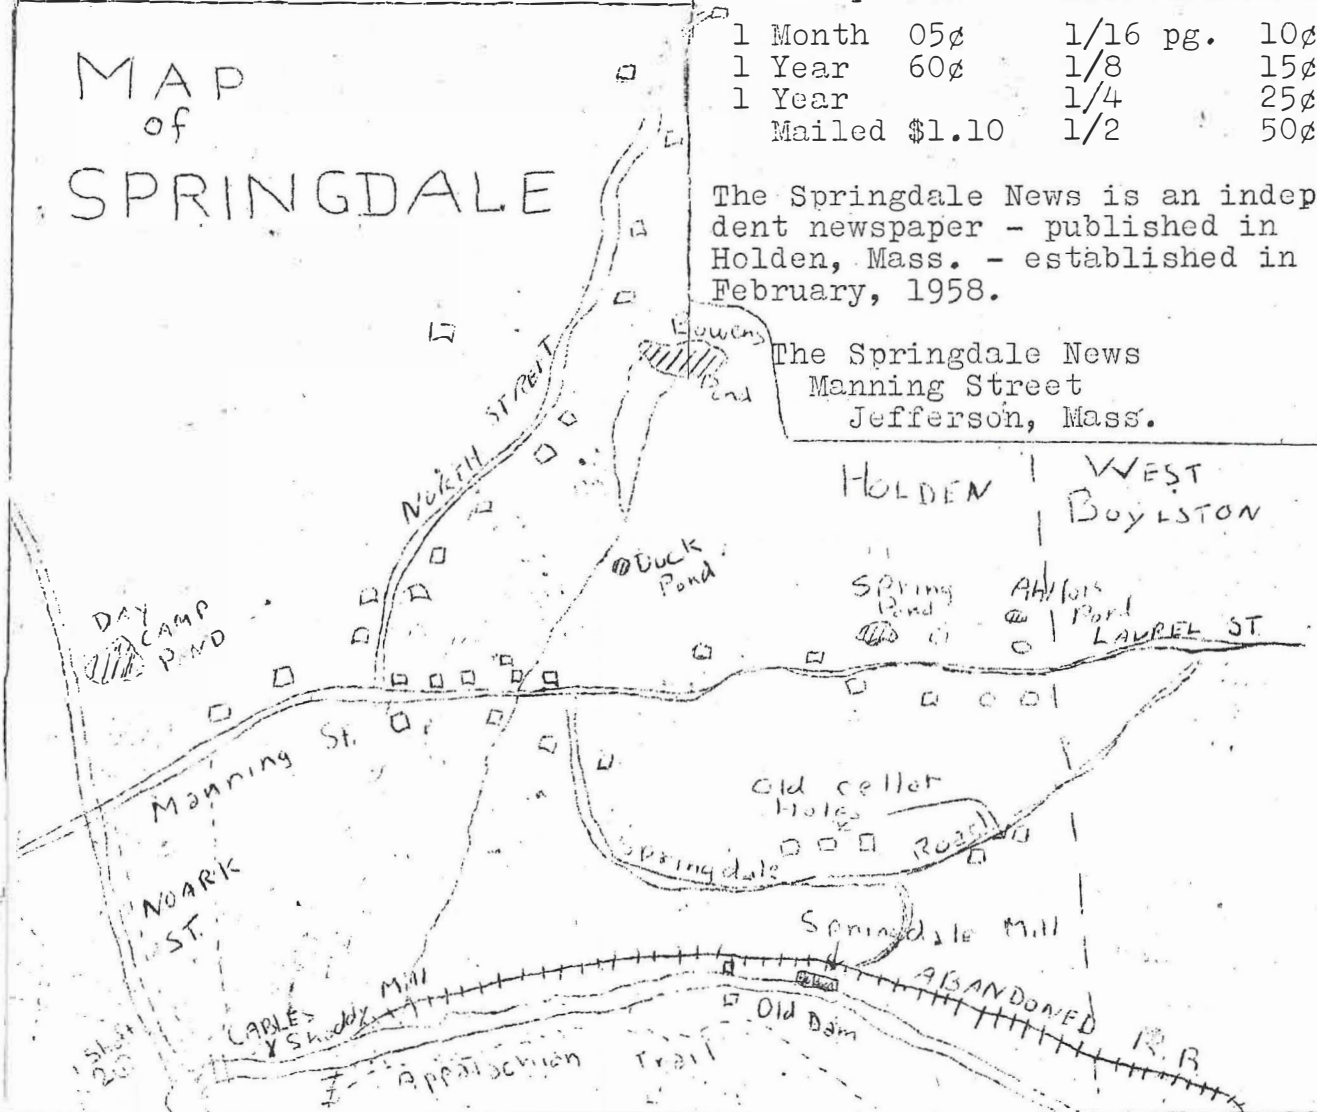 MAP
of
SPRINGDALE
1 Month 05¢ 1/16 pg. 10¢
1 Year 60¢ 1/8 15¢
1 Year 1/4 25¢
Mailed $1.10 1/2 50¢
The Springdale News is an indep
dent newspaper - published in
Holden, Mass. - established in
February, 1958.
The Springdale News
Manning Street
Jefferson, Mass.
Bowens
Pond
NORTH STREET
HOLDEN
WEST
BOYLSTON
Duck
Pond
Spring
Pond
Pond
LAUREL ST.
DAY
CAMP
POND
Manning St.
Old cellar
Holes
Springdale Road
NOARK
ST.
Springdale Mill
Mill
Shoddy
ABANDONED R.R
Old Dam
Shaft
Appalachian Trail